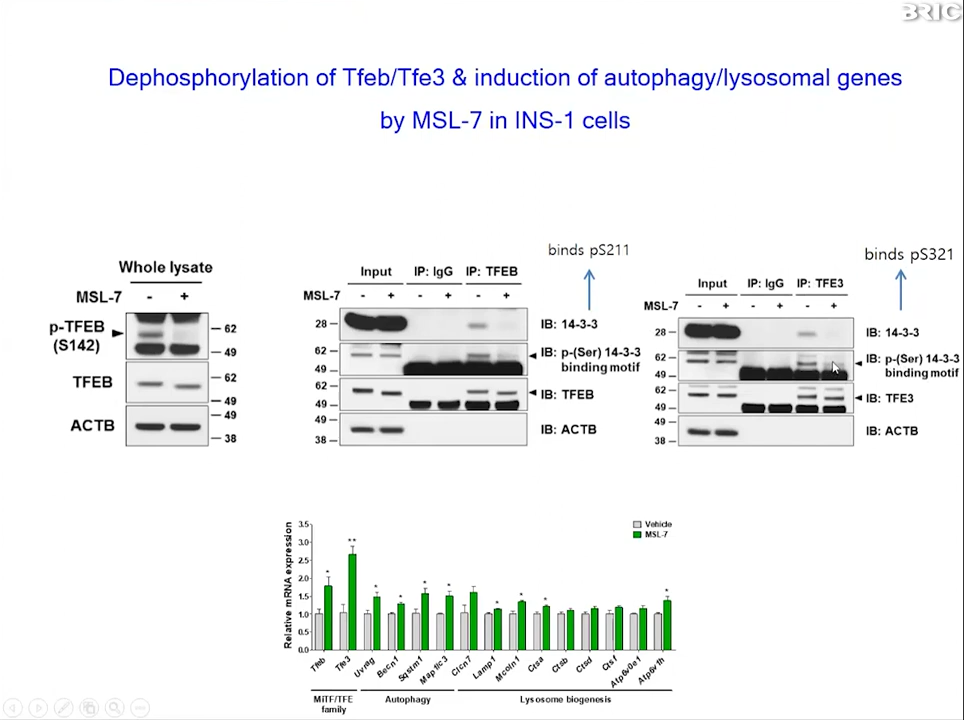 BRIC
Dephosphorylation of Tfeb/Tfe3 & induction of autophagy/lysosomal genes
by MSL-7 in INS-1 cells
Whole lysate
MSL-7 - +
p-TFEB
(S142)
62
49
TFEB
62
49
ACTB
49
38
binds pS211
Input IP: IgG IP: TFEB
MSL-7 - + - + - +
28
IB: 14-3-3
62
49
IB: p-(Ser) 14-3-3
binding motif
62
49
IB: TFEB
49
38
IB: ACTB
binds pS321
Input IP: IgG IP: TFE3
MSL-7 - + - + - +
28
IB: 14-3-3
62
49
IB: p-(Ser) 14-3-3
binding motif
62
49
IB: TFE3
49
38
IB: ACTB
Relative mRNA expression
3.5
3.0
2.5
2.0
1.5
1.0
0.5
0.0
Vehicle
MSL-7
* ** * * * * * * * *
Tfeb Tfe3 Uvrag Becn1 Sqstm1 Map1lc3 Clcn7 Lamp1 Mcoln1 Ctsa Ctsb Ctsd Ctsf Atp6v0e1 Atp6v1h
MiTF/TFE
family
Autophagy
Lysosome biogenesis